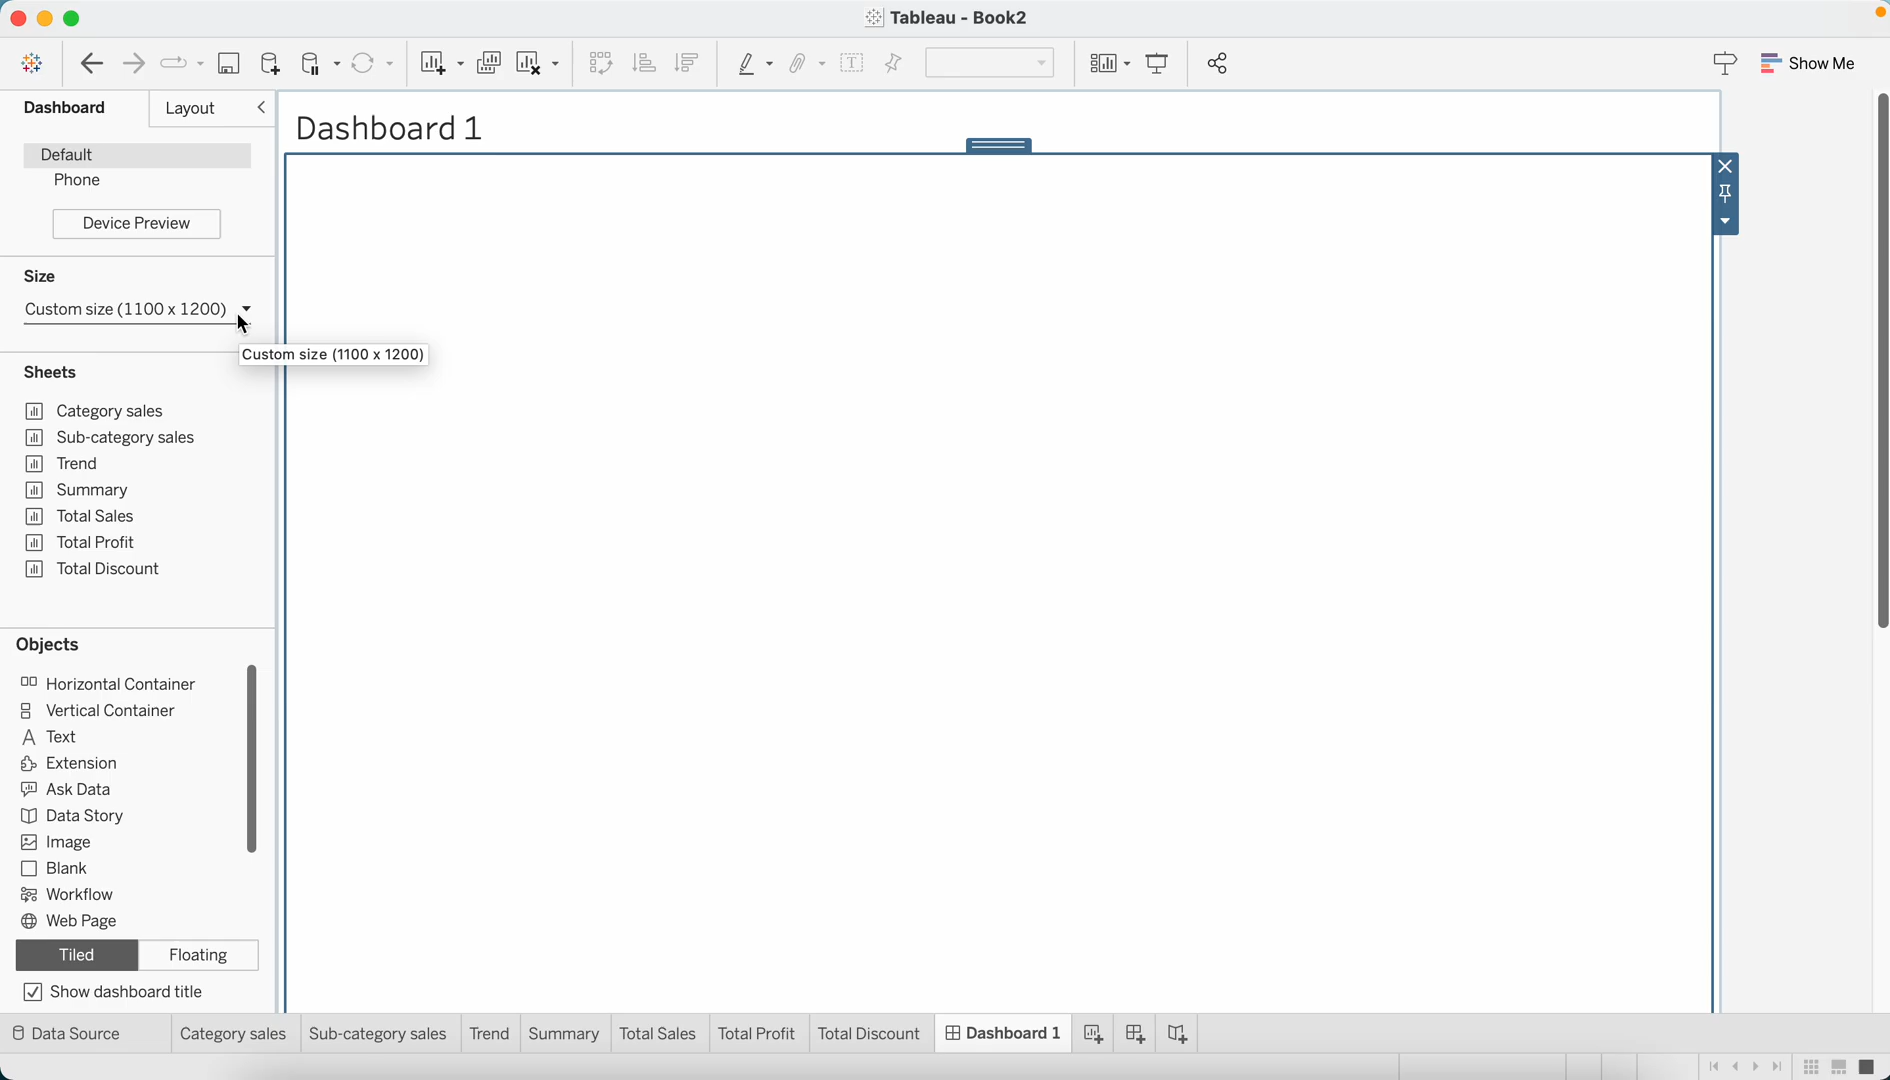 Tableau - Book2
Show Me
Dashboard
Layout
Dashboard 1
Default
Phone
Device Preview
Size
Custom size (1100 x 1200)
Custom size (1100 x 1200)
Sheets
Category sales
Sub-category sales
Trend
Summary
Total Sales
Total Profit
Total Discount
Objects
Horizontal Container
Vertical Container
A Text
Extension
Ask Data
Data Story
Image
Blank
Workflow
Web Page
Tiled
Floating
Show dashboard title
Data Source
Category sales
Sub-category sales
Trend
Summary
Total Sales
Total Profit
Total Discount
Dashboard 1